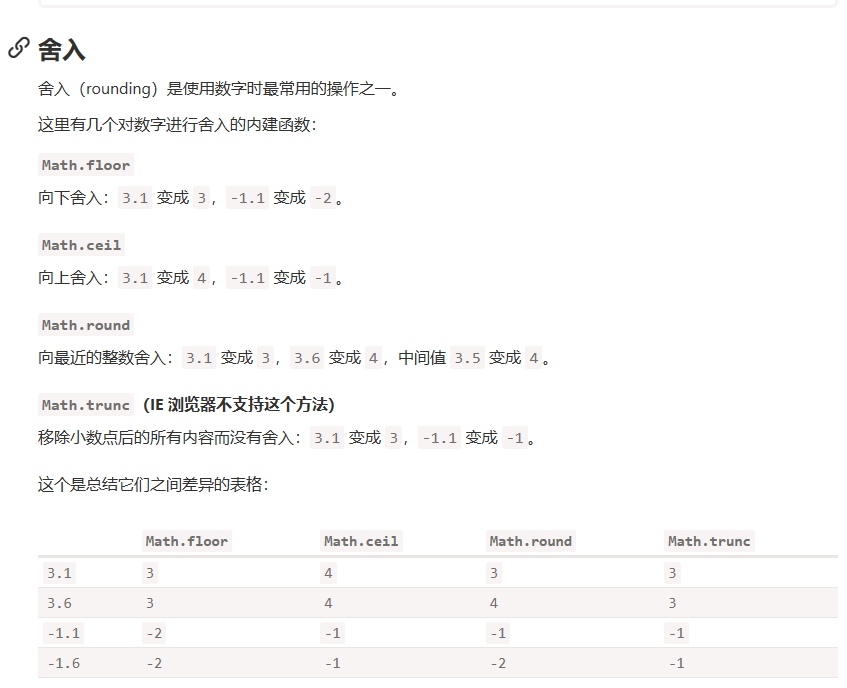 舍入
舍入（rounding）是使用数字时最常用的操作之一。
这里有几个对数字进行舍入的内建函数：
Math.floor
向下舍入：3.1 变成 3，-1.1 变成 -2。
Math.ceil
向上舍入：3.1 变成 4，-1.1 变成 -1。
Math.round
向最近的整数舍入：3.1 变成 3，3.6 变成 4，中间值 3.5 变成 4。
Math.trunc（IE 浏览器不支持这个方法）
移除小数点后的所有内容而没有舍入：3.1 变成 3，-1.1 变成 -1。
这个是总结它们之间差异的表格：
Math.floor Math.ceil Math.round Math.trunc
3.1 3 4 3 3
3.6 3 4 4 3
-1.1 -2 -1 -1 -1
-1.6 -2 -1 -2 -1